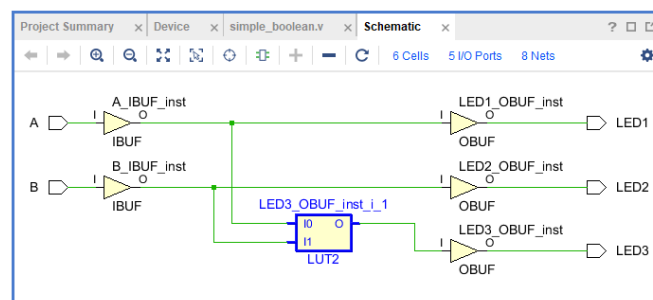 Project Summary × Device × simple_boolean.v × Schematic × ?
6 Cells 5 I/O Ports 8 Nets
A I A_IBUF_inst O IBUF
LED1_OBUF_inst I O OBUF LED1
B I B_IBUF_inst O IBUF
LED2_OBUF_inst I O OBUF LED2
LED3_OBUF_inst_i_1
I0 O
I1
LUT2
LED3_OBUF_inst I O OBUF LED3